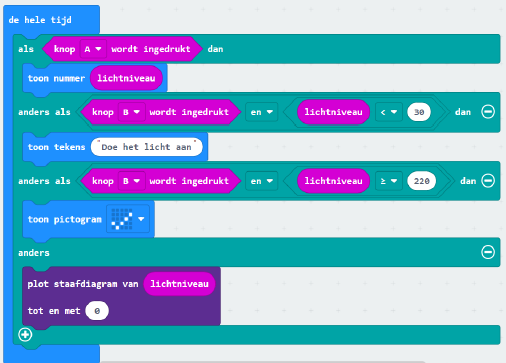 de hele tijd
als knop A wordt ingedrukt dan
toon nummer lichtniveau
anders als knop B wordt ingedrukt en lichtniveau < 30 dan
toon tekens "Doe het licht aan"
anders als knop B wordt ingedrukt en lichtniveau ≥ 220 dan
toon pictogram
anders
plot staafdiagram van lichtniveau
tot en met 0